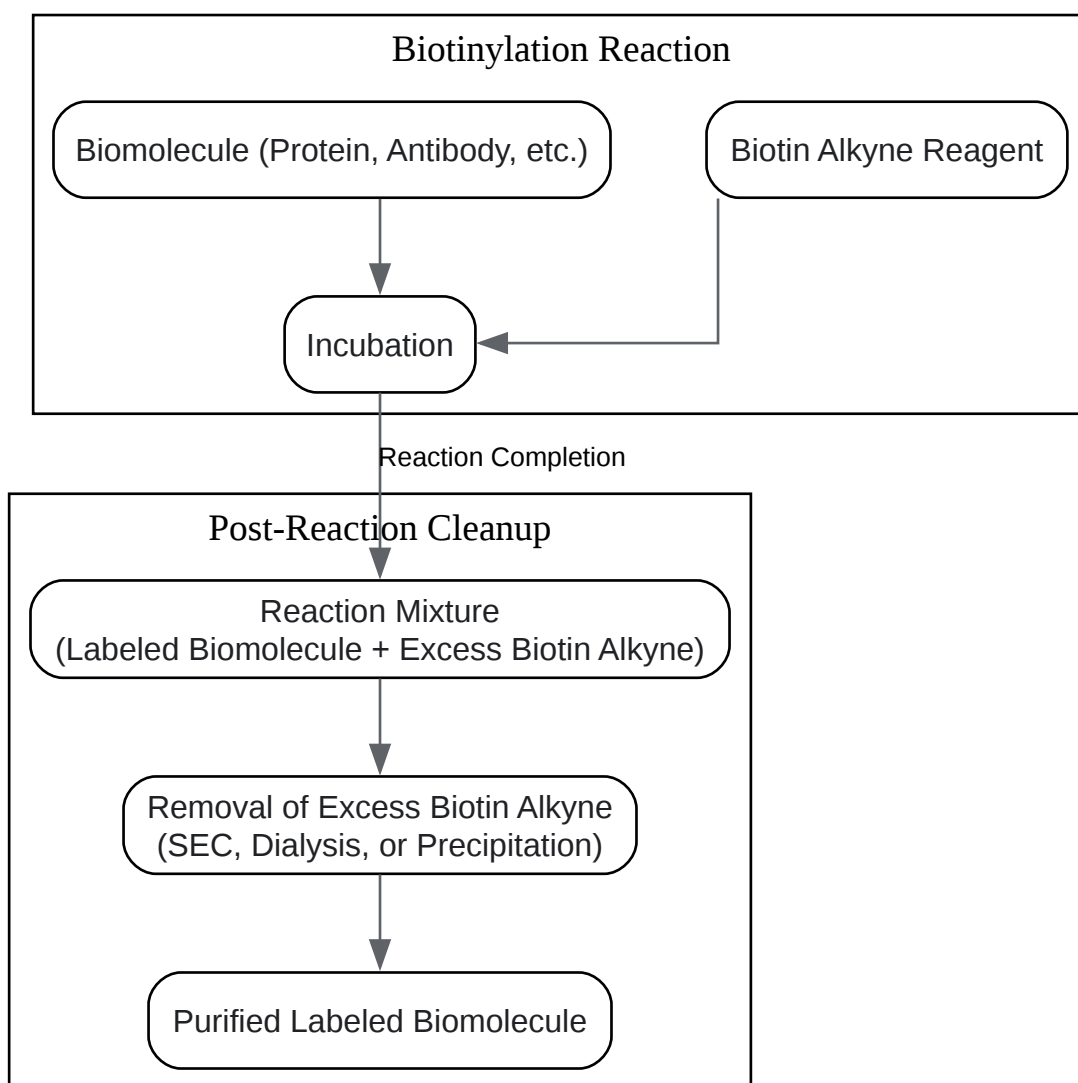 Biotinylation Reaction
Biomolecule (Protein, Antibody, etc.)
Biotin Alkyne Reagent
Incubation
Reaction Completion
Post-Reaction Cleanup
Reaction Mixture
(Labeled Biomolecule + Excess Biotin Alkyne)
Removal of Excess Biotin Alkyne
(SEC, Dialysis, or Precipitation)
Purified Labeled Biomolecule